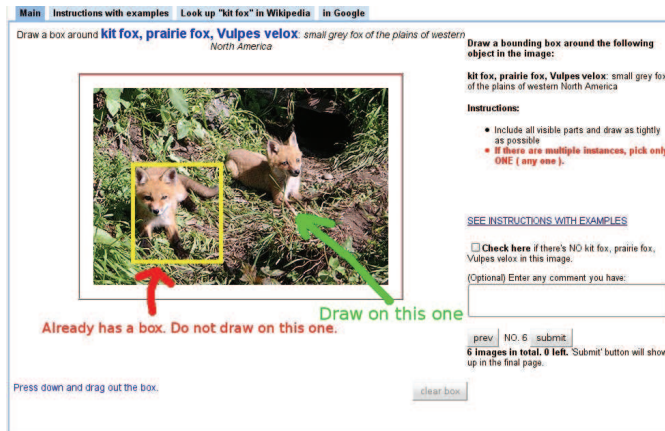 Main Instructions with examples Look up "kit fox" in Wikipedia in Google
Draw a box around kit fox, prairie fox, Vulpes velox: small grey fox of the plains of western
North America
Already has a box. Do not draw on this one.
Draw on this one
Press down and drag out the box.
clear box
Draw a bounding box around the following
object in the image:
kit fox, prairie fox, Vulpes velox: small grey fox
of the plains of western North America
Instructions:
• Include all visible parts and draw as tightly
as possible
• If there are multiple instances, pick only
ONE ( any one ).
SEE INSTRUCTIONS WITH EXAMPLES
Check here if there's NO kit fox, prairie fox,
Vulpes velox in this image.
(Optional) Enter any comment you have:
prev NO. 6 submit
6 images in total. 0 left. 'Submit' button will show
up in the final page.